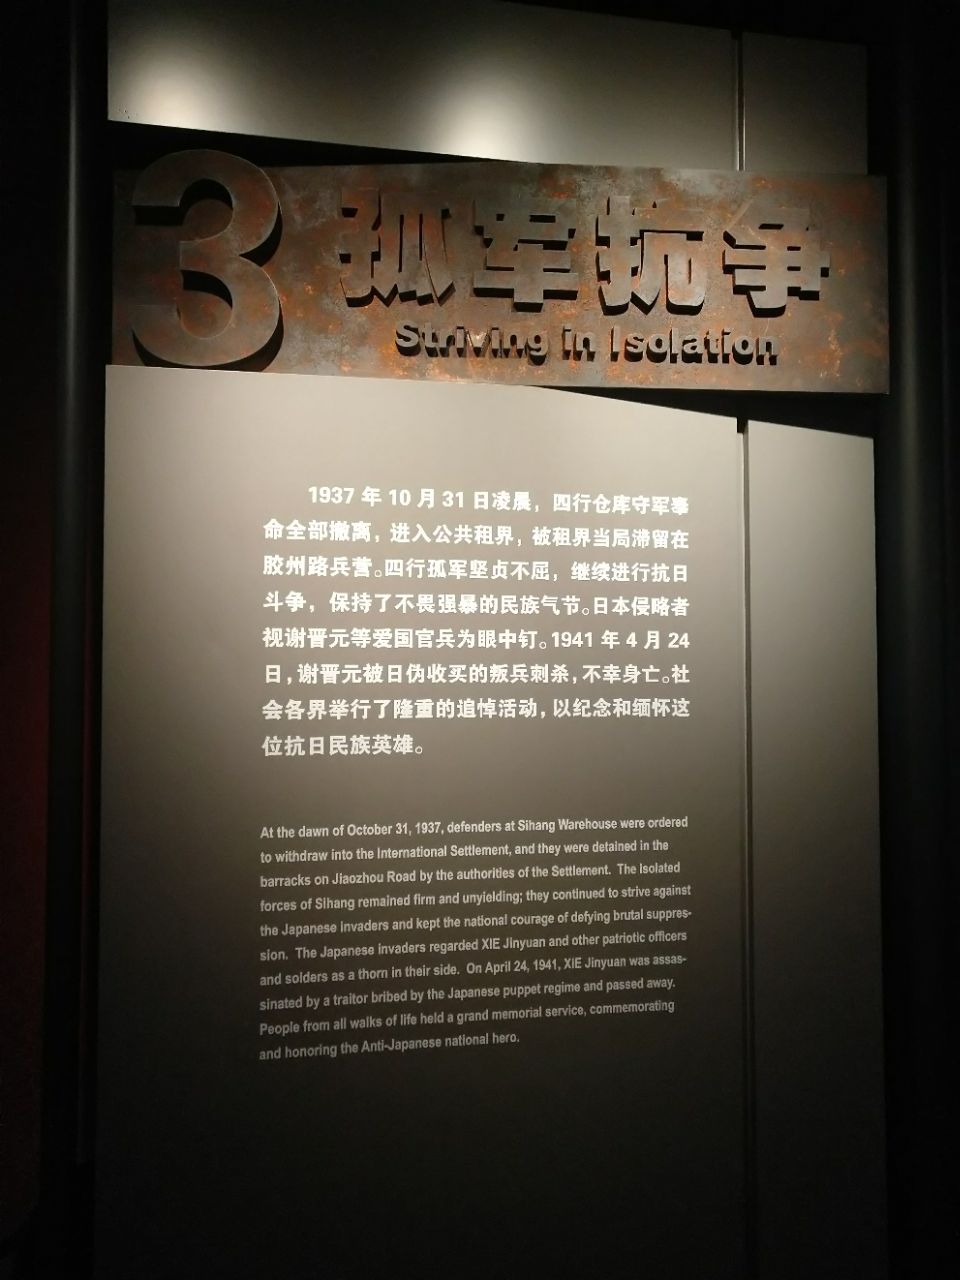 3 孤军抗争
Striving in Isolation
1937 年 10 月 31 日凌晨，四行仓库守军奉
命全部撤离，进入公共租界，被租界当局滞留在
胶州路兵营。四行孤军坚贞不屈，继续进行抗日
斗争，保持了不畏强暴的民族气节。日本侵略者
视谢晋元等爱国官兵为眼中钉。1941 年 4 月 24
日，谢晋元被日伪收买的叛兵刺杀，不幸身亡。社
会各界举行了隆重的追悼活动，以纪念和缅怀这
位抗日民族英雄。
At the dawn of October 31, 1937, defenders at Sihang Warehouse were ordered
to withdraw into the International Settlement, and they were detained in the
barracks on Jiaozhou Road by the authorities of the Settlement. The isolated
forces of Sihang remained firm and unyielding; they continued to strive against
the Japanese invaders and kept the national courage of defying brutal suppres-
sion. The Japanese invaders regarded XIE Jinyuan and other patriotic officers
and solders as a thorn in their side. On April 24, 1941, XIE Jinyuan was assas-
sinated by a traitor bribed by the Japanese puppet regime and passed away.
People from all walks of life held a grand memorial service, commemorating
and honoring the Anti-Japanese national hero.